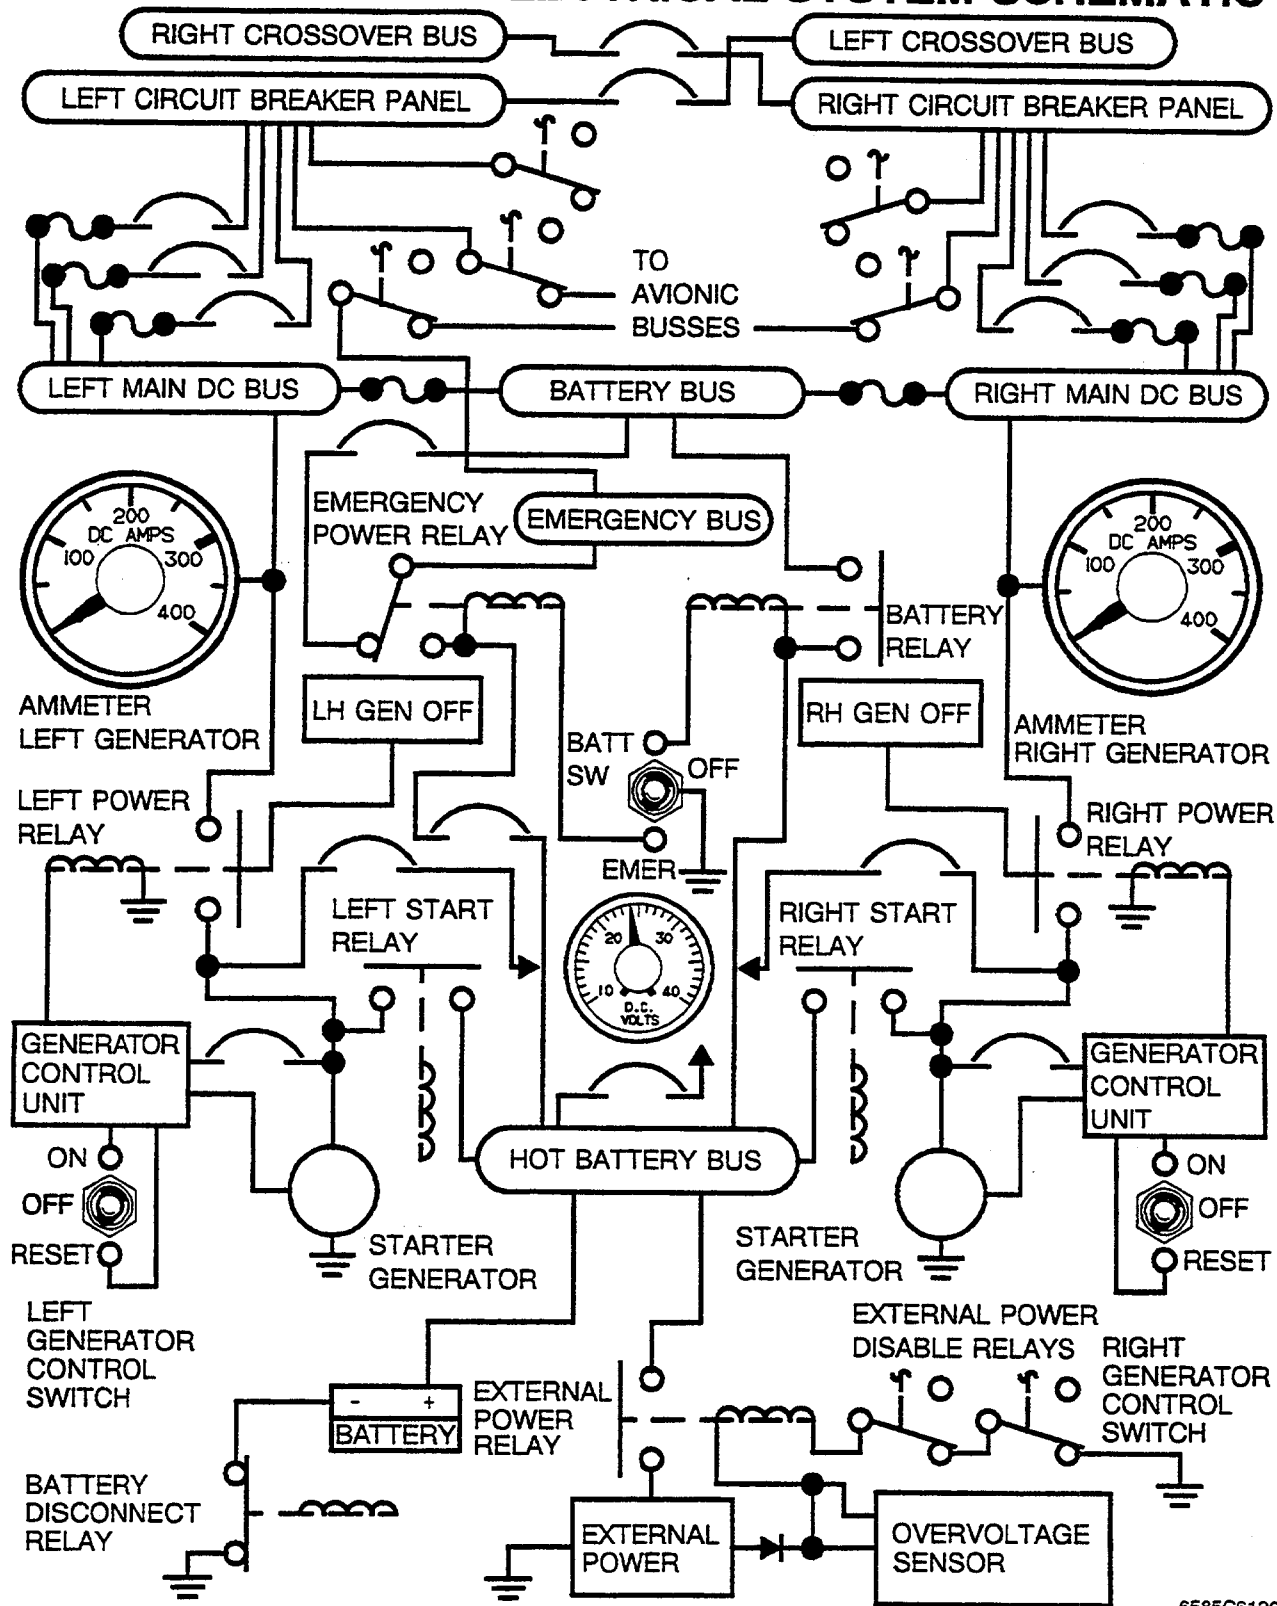 ELECTRICAL SYSTEM SCHEMATIC
RIGHT CROSSOVER BUS
LEFT CROSSOVER BUS
LEFT CIRCUIT BREAKER PANEL
RIGHT CIRCUIT BREAKER PANEL
TO
AVIONIC
BUSSES
LEFT MAIN DC BUS
BATTERY BUS
RIGHT MAIN DC BUS
EMERGENCY
POWER RELAY
EMERGENCY BUS
200
DC AMPS
100
300
400
200
DC AMPS
100
300
400
BATTERY
RELAY
AMMETER
LEFT GENERATOR
LH GEN OFF
BATT
SW
OFF
EMER
RH GEN OFF
AMMETER
RIGHT GENERATOR
LEFT POWER
RELAY
RIGHT POWER
RELAY
LEFT START
RELAY
20
30
10
40
D.C.
VOLTS
RIGHT START
RELAY
GENERATOR
CONTROL
UNIT
GENERATOR
CONTROL
UNIT
HOT BATTERY BUS
ON
OFF
RESET
ON
OFF
RESET
STARTER
GENERATOR
STARTER
GENERATOR
LEFT
GENERATOR
CONTROL
SWITCH
EXTERNAL POWER
DISABLE RELAYS
RIGHT
GENERATOR
CONTROL
SWITCH
- +
BATTERY
EXTERNAL
POWER
RELAY
BATTERY
DISCONNECT
RELAY
EXTERNAL
POWER
OVERVOLTAGE
SENSOR